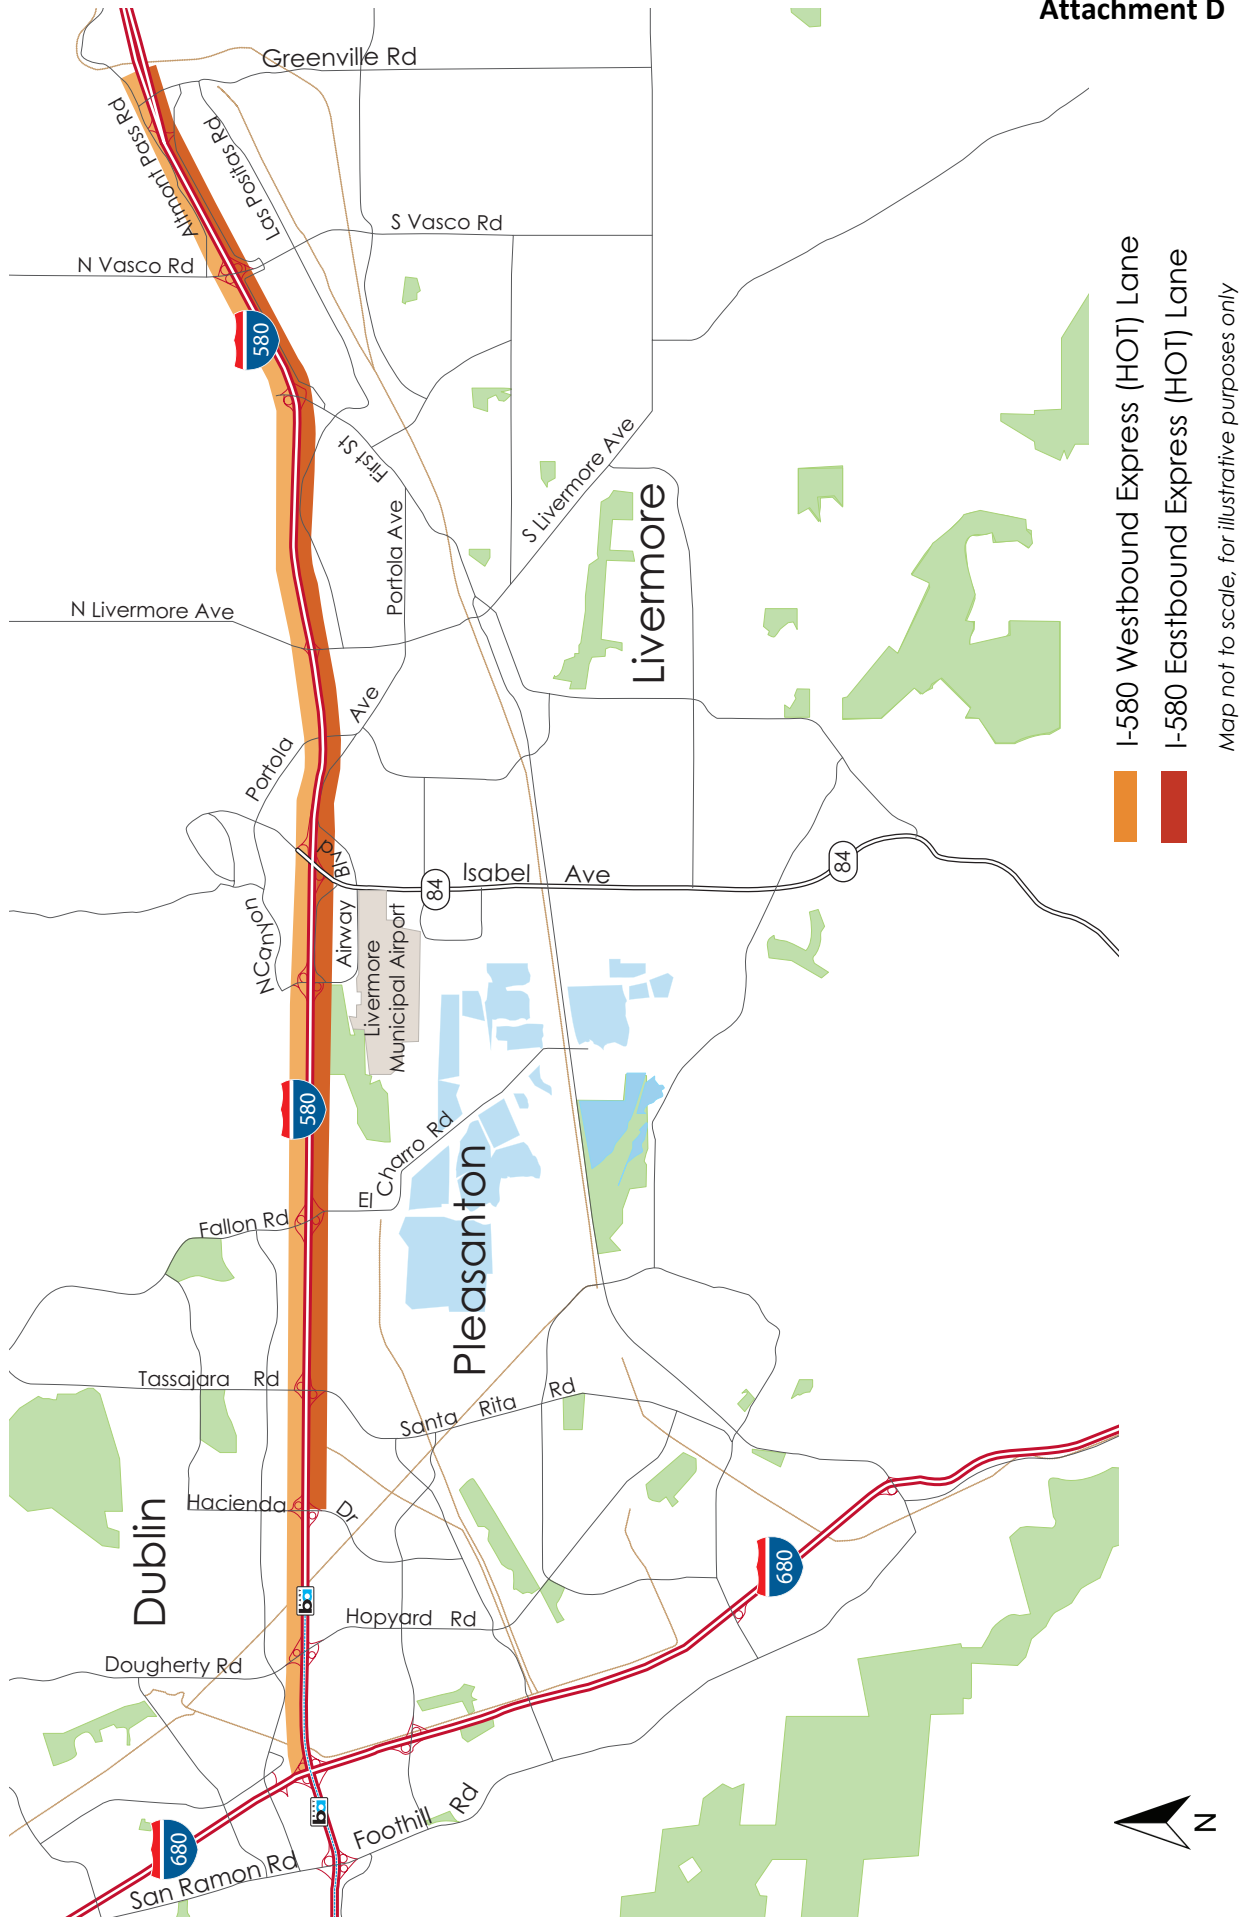 Attachment D
Greenville Rd
Altmont Pass Rd
Las Positas Rd
S Vasco Rd
N Vasco Rd
580
First St
Portola Ave
S Livermore Ave
Livermore
N Livermore Ave
Portola
Ave
N Canyon
Airway
Blvd
84
Isabel Ave
84
Livermore
Municipal Airport
580
El
Charro Rd
Fallon Rd
Pleasanton
Tassajara Rd
Santa Rita Rd
Hacienda
Dr
Dublin
Hopyard Rd
Dougherty Rd
680
680
San Ramon Rd
Foothill Rd
ba
ba
I-580 Westbound Express (HOT) Lane
I-580 Eastbound Express (HOT) Lane
Map not to scale, for illustrative purposes only
N